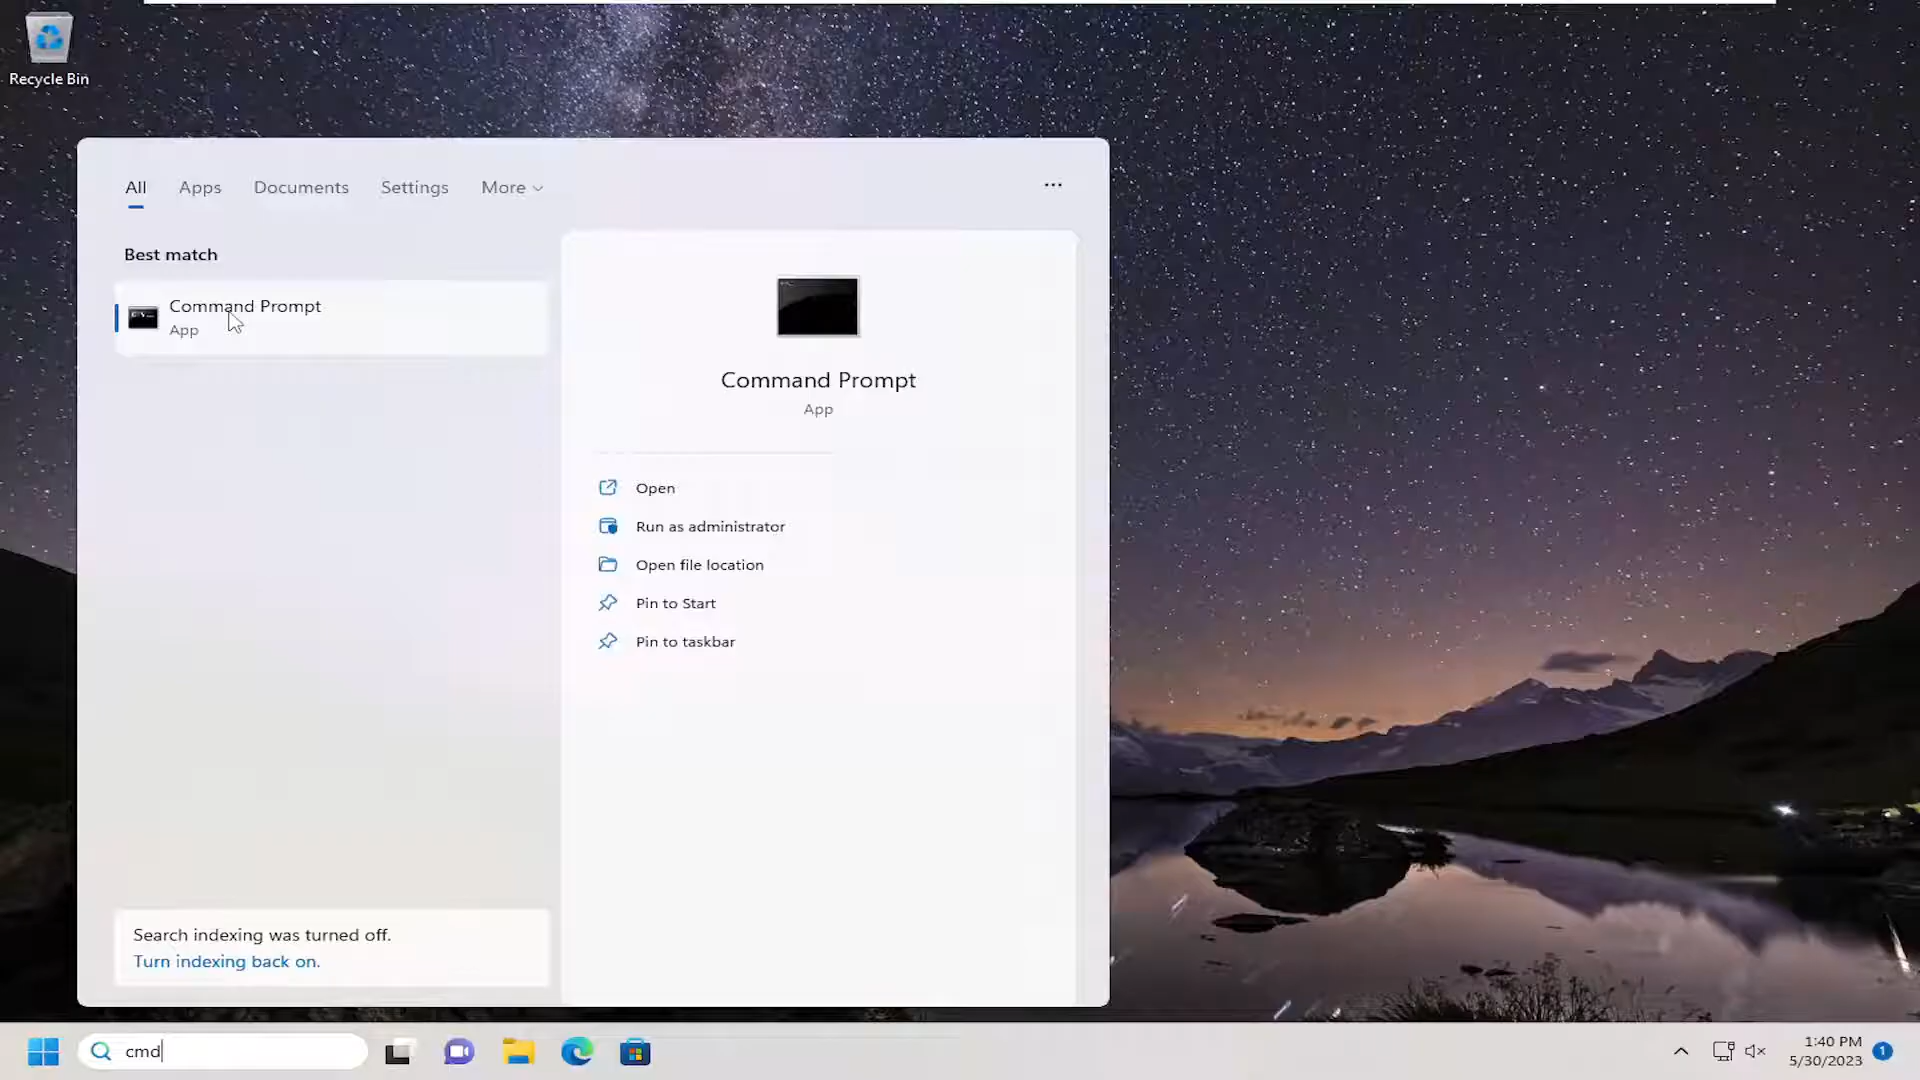 Recycle Bin
All Apps Documents Settings More
Best match
Command Prompt
App
Command Prompt
App
Open
Run as administrator
Open file location
Pin to Start
Pin to taskbar
Search indexing was turned off.
Turn indexing back on.
cmd
1:40 PM
5/30/2023
1